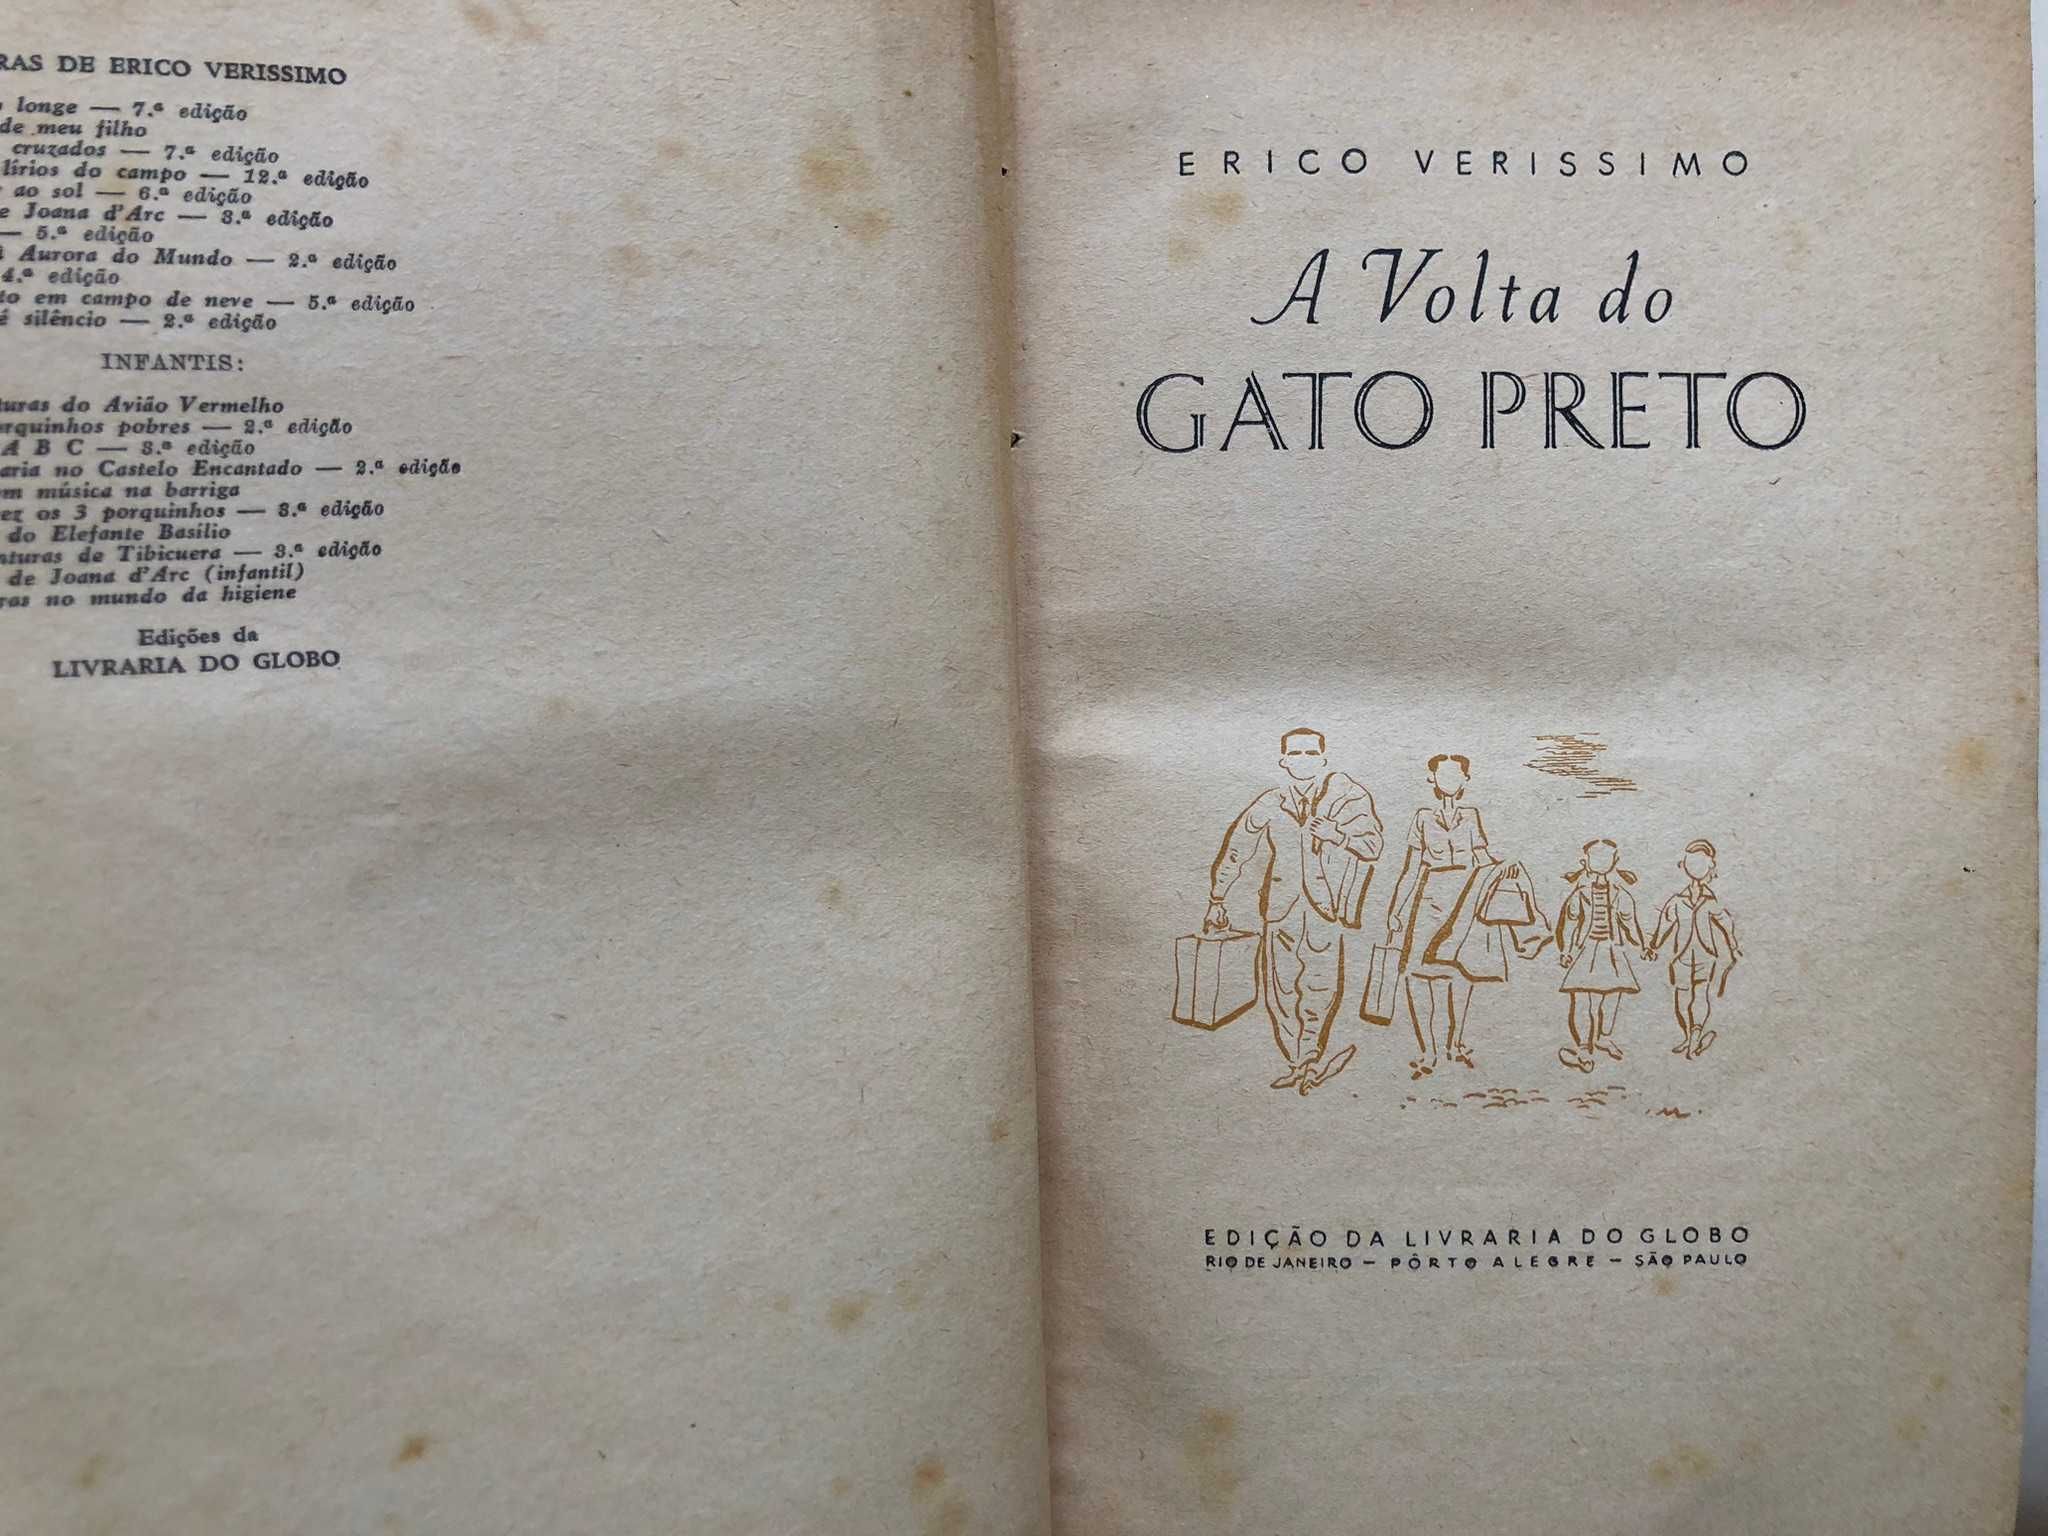 RAS DE ERICO VERISSIMO
longe — 7.ª edição
de meu filho
cruzados — 7.ª edição
lírios do campo — 12.ª edição
ao sol — 6.ª edição
e Joana d'Arc — 3.ª edição
— 5.ª edição
à Aurora do Mundo — 2.ª edição
4.ª edição
to em campo de neve — 5.ª edição
é silêncio — 2.ª edição
INFANTIS:
turas do Avião Vermelho
rquinhos pobres — 2.ª edição
A B C — 3.ª edição
aria no Castelo Encantado — 2.ª edição
om música na barriga
ez os 3 porquinhos — 3.ª edição
do Elefante Basílio
nturas de Tibicuera — 3.ª edição
de Joana d'Arc (infantil)
ras no mundo da higiene
Edições da
LIVRARIA DO GLOBO
ERICO VERISSIMO
A Volta do
GATO PRETO
EDIÇÃO DA LIVRARIA DO GLOBO
RIO DE JANEIRO — PÔRTO ALEGRE — SÃO PAULO